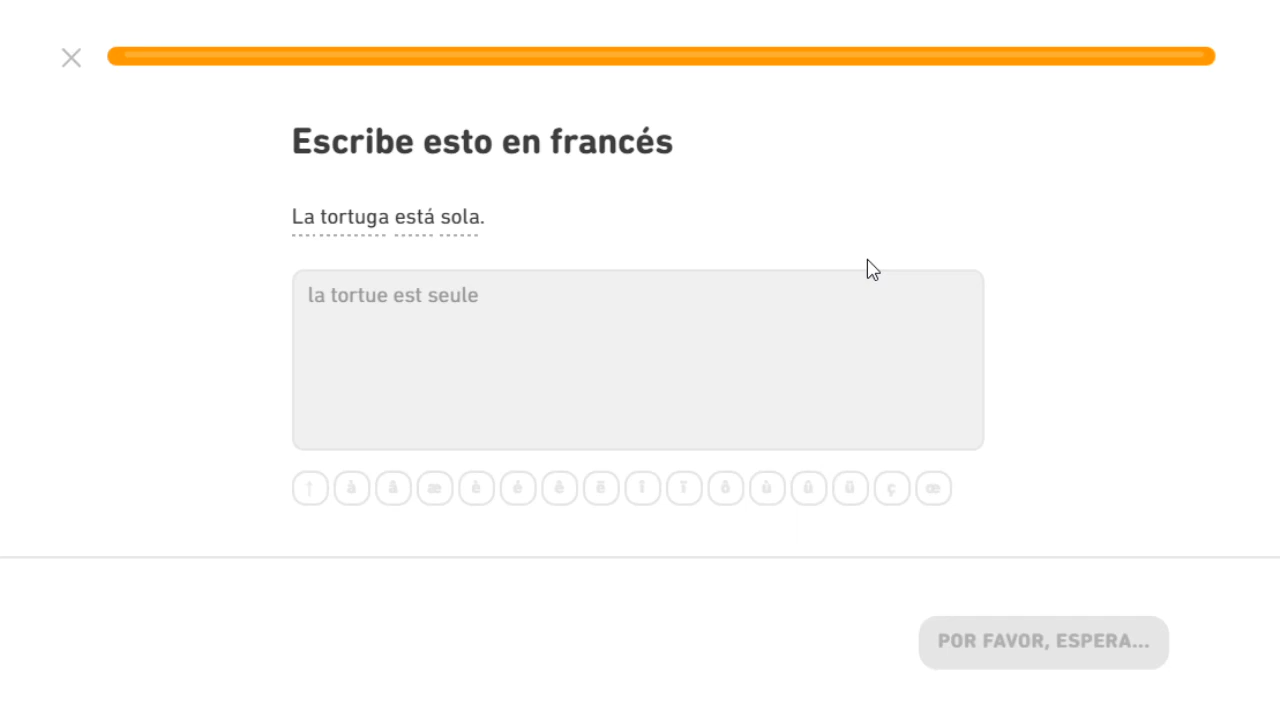 Escribe esto en francés
La tortuga está sola.
la tortue est seule
↑ à â æ è é ê ë î ï ô ù û ü ç œ
POR FAVOR, ESPERA...